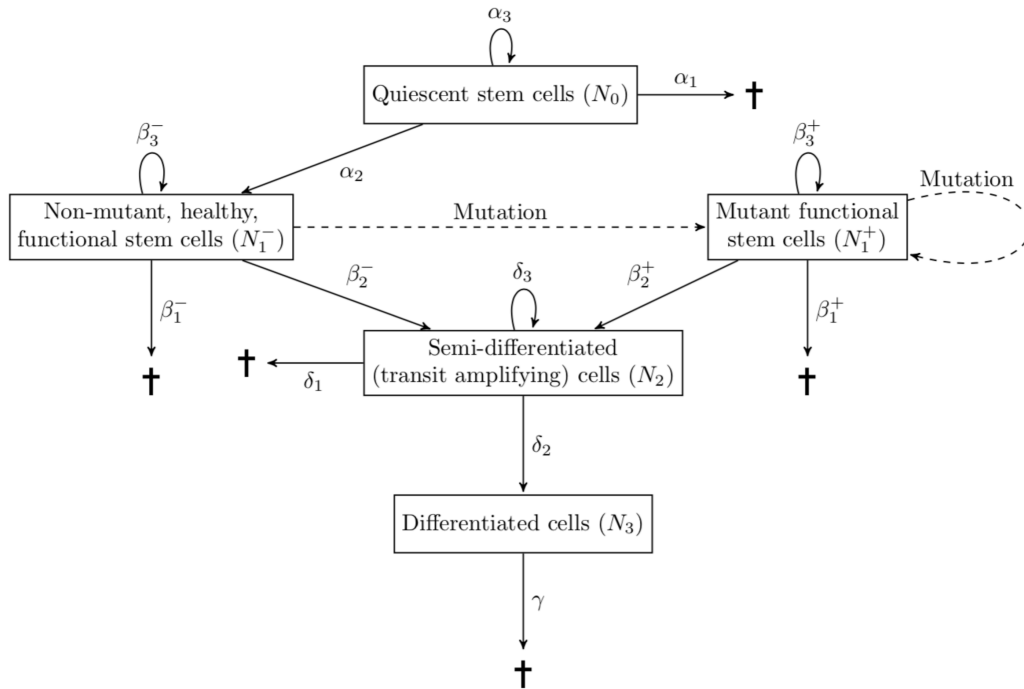 α₃
Quiescent stem cells (N₀)
α₁
†
α₂
β₃⁻
β₃⁺
Mutation
Non-mutant, healthy,
functional stem cells (N₁⁻)
Mutation
Mutant functional
stem cells (N₁⁺)
β₂⁻
δ₃
β₂⁺
β₁⁻
β₁⁺
†
δ₁
Semi-differentiated
(transit amplifying) cells (N₂)
†
†
δ₂
Differentiated cells (N₃)
γ
†